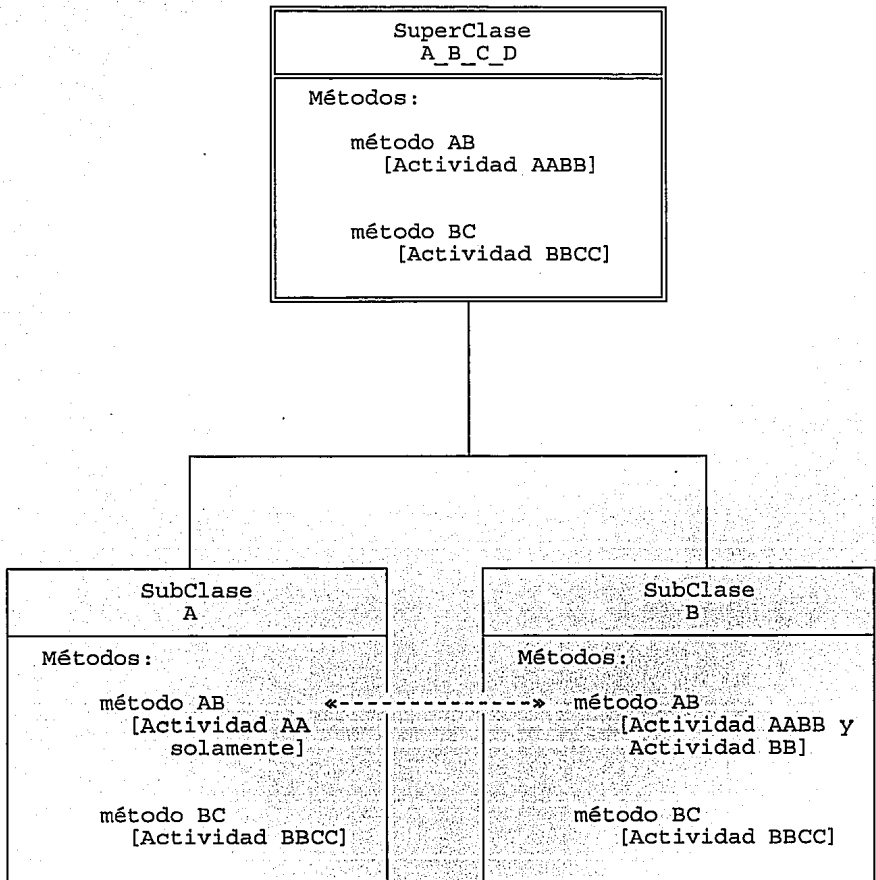 SuperClase
A_B_C_D
Métodos:
método AB
[Actividad AABB]
método BC
[Actividad BBCC]
SubClase
A
Métodos:
método AB
[Actividad AA
solamente]
método BC
[Actividad BBCC]
SubClase
B
Métodos:
método AB
[Actividad AABB y
Actividad BB]
método BC
[Actividad BBCC]